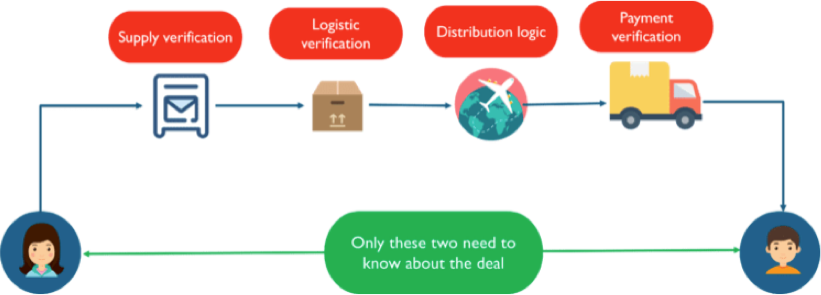 Supply verification
Logistic
verification
Distribution logic
Payment
verification
Only these two need to
know about the deal